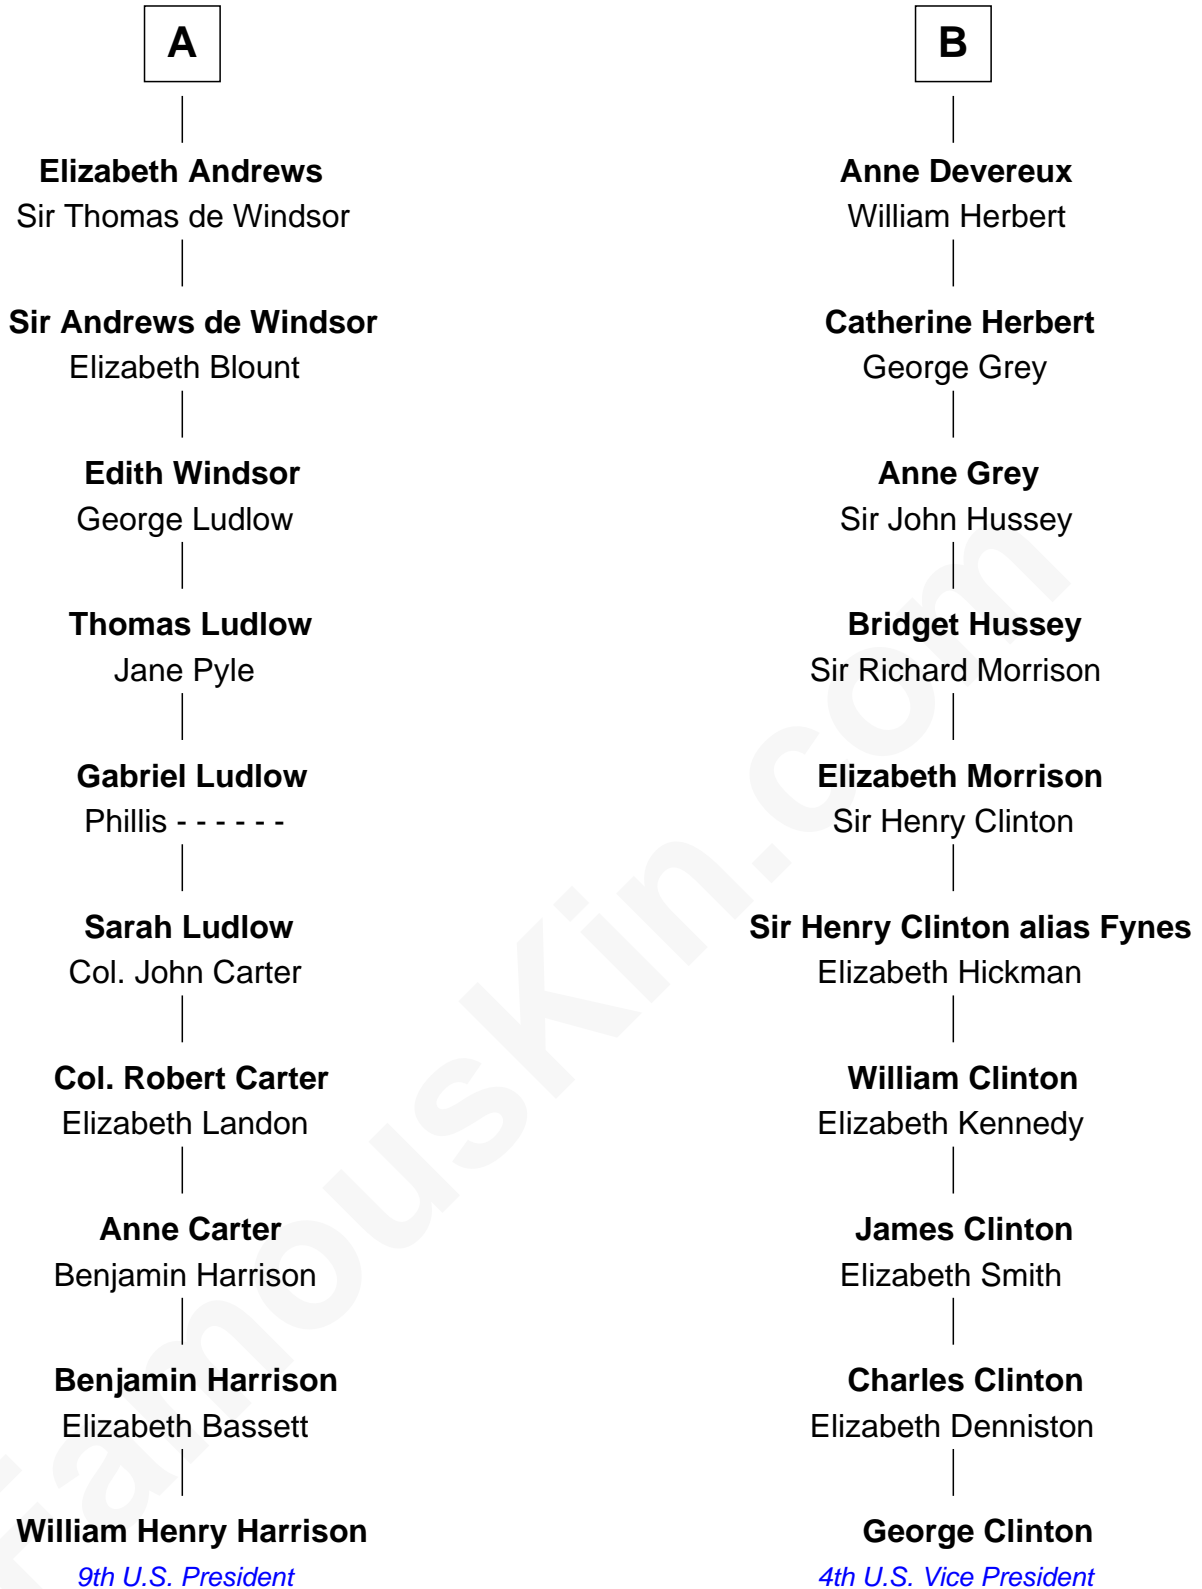 A
Elizabeth Andrews
Sir Thomas de Windsor
Sir Andrews de Windsor
Elizabeth Blount
Edith Windsor
George Ludlow
Thomas Ludlow
Jane Pyle
Gabriel Ludlow
Phillis - - - - - -
Sarah Ludlow
Col. John Carter
Col. Robert Carter
Elizabeth Landon
Anne Carter
Benjamin Harrison
Benjamin Harrison
Elizabeth Bassett
William Henry Harrison
9th U.S. President
B
Anne Devereux
William Herbert
Catherine Herbert
George Grey
Anne Grey
Sir John Hussey
Bridget Hussey
Sir Richard Morrison
Elizabeth Morrison
Sir Henry Clinton
Sir Henry Clinton alias Fynes
Elizabeth Hickman
William Clinton
Elizabeth Kennedy
James Clinton
Elizabeth Smith
Charles Clinton
Elizabeth Denniston
George Clinton
4th U.S. Vice President
FamousKin.com